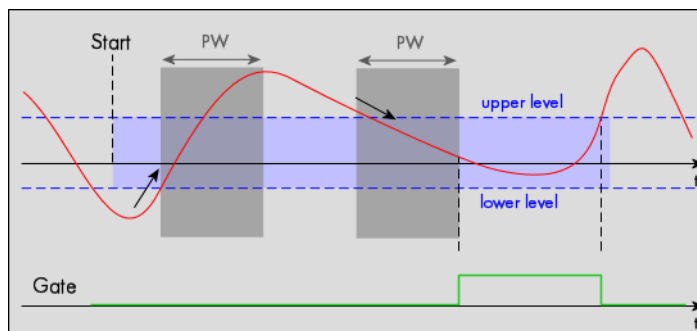 Start
PW
PW
upper level
t
lower level
Gate
t